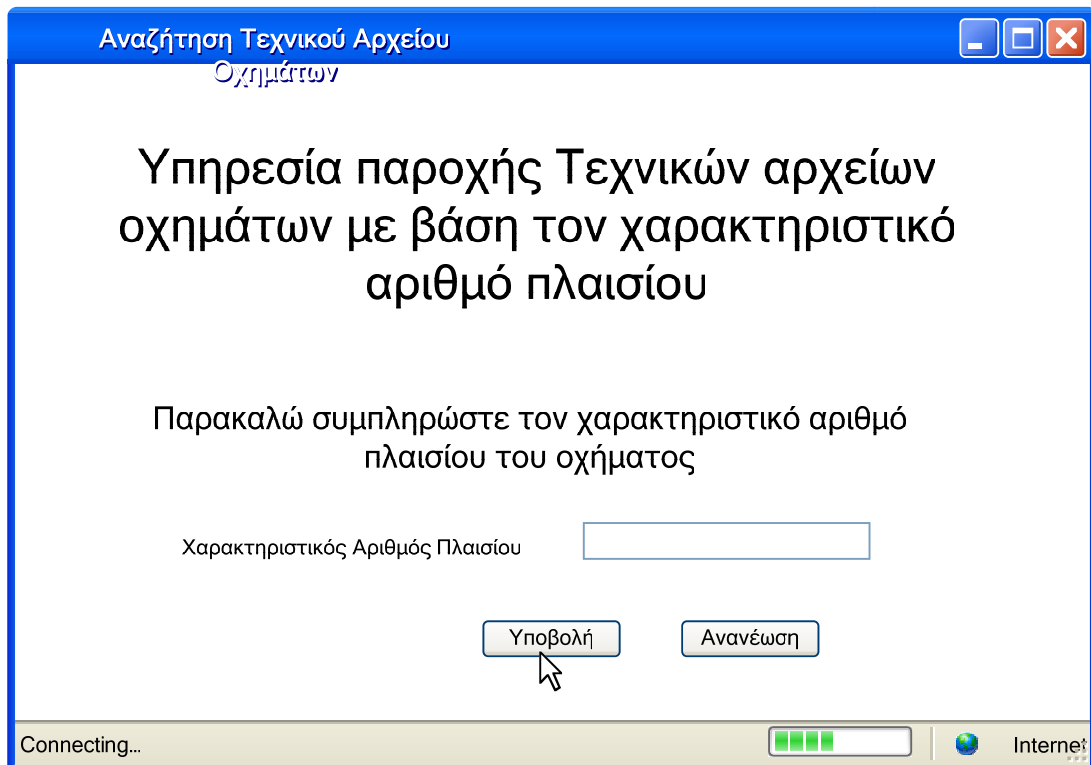 Αναζήτηση Τεχνικού Αρχείου
Οχημάτων
Υπηρεσία παροχής Τεχνικών αρχείων
οχημάτων με βάση τον χαρακτηριστικό
αριθμό πλαισίου
Παρακαλώ συμπληρώστε τον χαρακτηριστικό αριθμό
πλαισίου του οχήματος
Χαρακτηριστικός Αριθμός Πλαισίου
Υποβολή Ανανέωση
Connecting... Internet